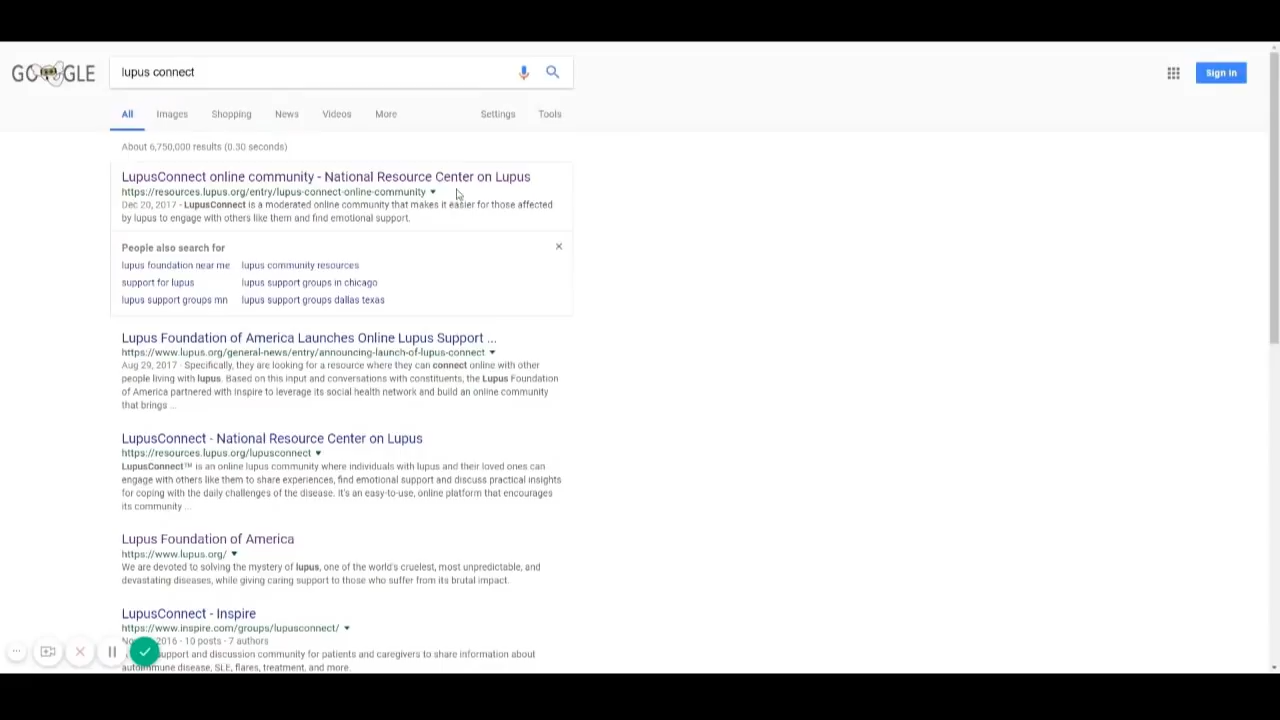 GO GLE
lupus connect
Sign in
All Images Shopping News Videos More Settings Tools
About 6,750,000 results (0.30 seconds)
LupusConnect online community - National Resource Center on Lupus
https://resources.lupus.org/entry/lupus-connect-online-community
Dec 20, 2017 - LupusConnect is a moderated online community that makes it easier for those affected
by lupus to engage with others like them and find emotional support.
People also search for
lupus foundation near me lupus community resources
support for lupus lupus support groups in chicago
lupus support groups mn lupus support groups dallas texas
Lupus Foundation of America Launches Online Lupus Support ...
https://www.lupus.org/general-news/entry/announcing-launch-of-lupus-connect
Aug 29, 2017 - Specifically, they are looking for a resource where they can connect online with other
people living with lupus. Based on this input and conversations with constituents, the Lupus Foundation
of America partnered with Inspire to leverage its social health network and build an online community
that brings ...
LupusConnect - National Resource Center on Lupus
https://resources.lupus.org/lupusconnect
LupusConnect™ is an online lupus community where individuals with lupus and their loved ones can
engage with others like them to share experiences, find emotional support and discuss practical insights
for coping with the daily challenges of the disease. It's an easy-to-use, online platform that encourages
its community ...
Lupus Foundation of America
https://www.lupus.org/
We are devoted to solving the mystery of lupus, one of the world's cruelest, most unpredictable, and
devastating diseases, while giving caring support to those who suffer from its brutal impact.
LupusConnect - Inspire
https://www.inspire.com/groups/lupusconnect/
2016 - 10 posts - 7 authors
support and discussion community for patients and caregivers to share information about
autoimmune disease, SLE, flares, treatment, and more.